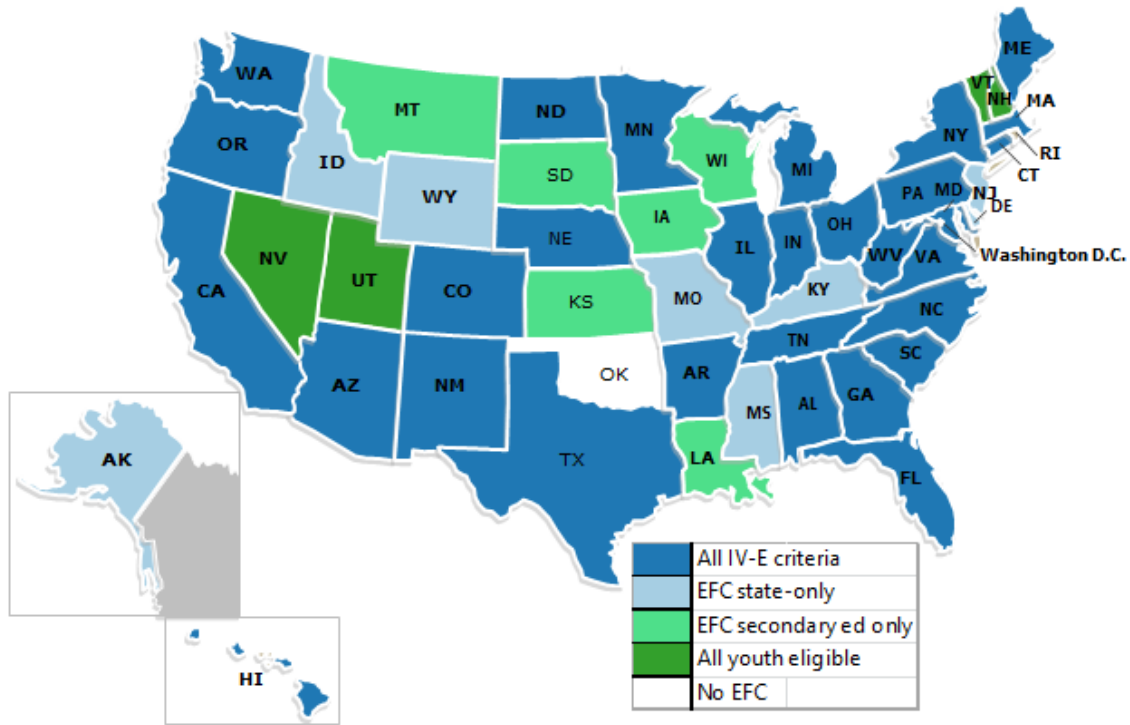 ME
WA
VT
NH
MT
ND
MA
MN
OR
NY
ID
WI
RI
SD
MI
CT
WY
PA
MD
NJ
IA
DE
NE
OH
IL
IN
Washington D.C.
NV
WV
VA
UT
CA
CO
MO
KY
KS
NC
TN
OK
SC
AZ
NM
AR
GA
MS
AL
TX
LA
AK
FL
All IV-E criteria
EFC state-only
EFC secondary ed only
All youth eligible
HI
No EFC